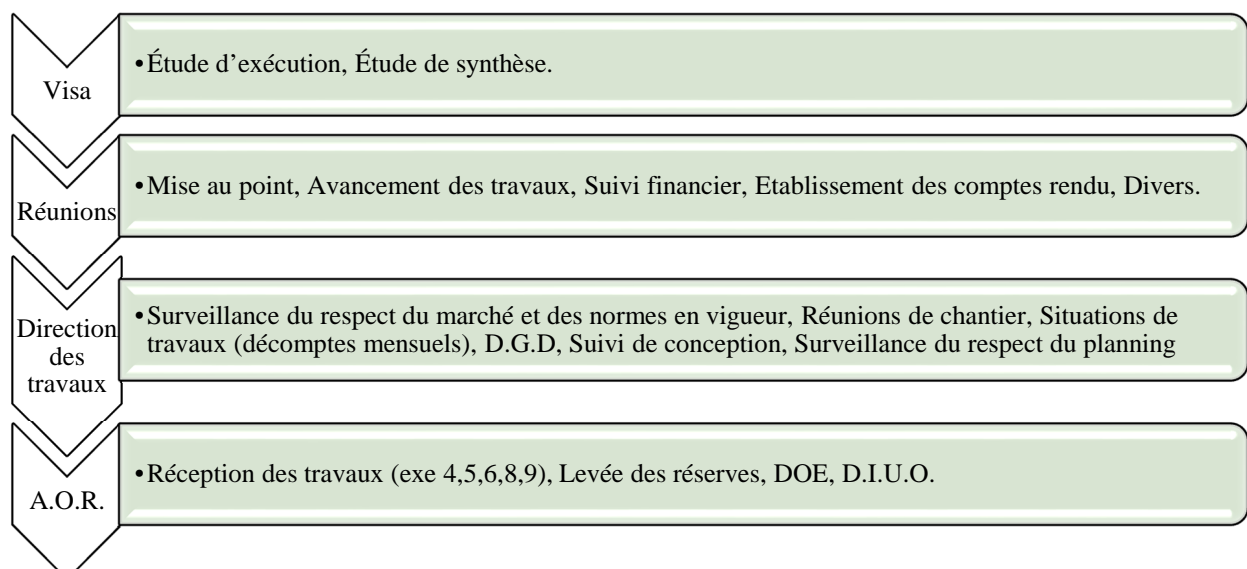 Visa
•Étude d’exécution, Étude de synthèse.
Réunions
•Mise au point, Avancement des travaux, Suivi financier, Etablissement des comptes rendu, Divers.
Direction
des
travaux
•Surveillance du respect du marché et des normes en vigueur, Réunions de chantier, Situations de
travaux (décomptes mensuels), D.G.D, Suivi de conception, Surveillance du respect du planning
A.O.R.
•Réception des travaux (exe 4,5,6,8,9), Levée des réserves, DOE, D.I.U.O.